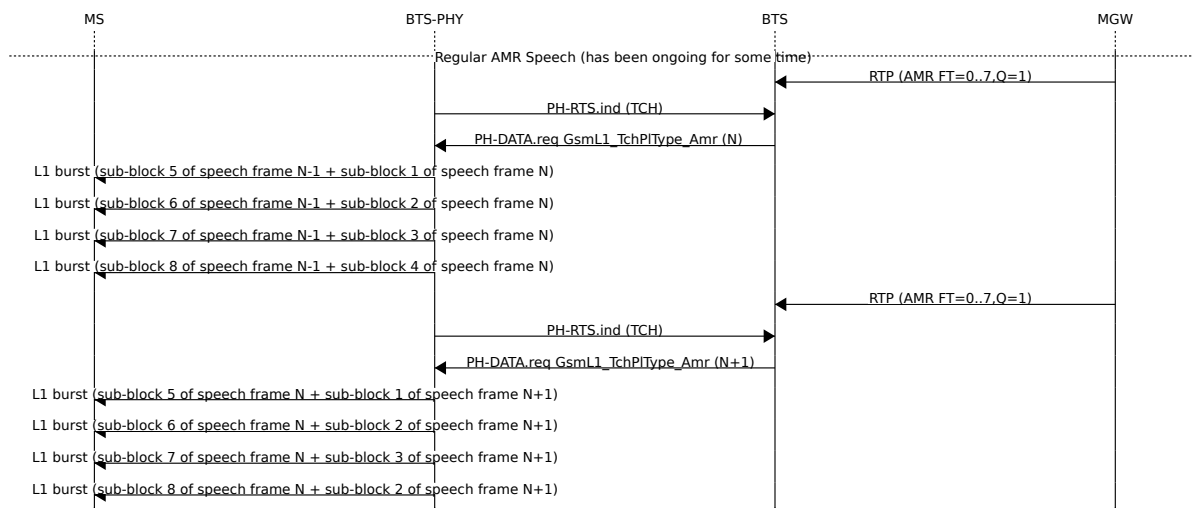 MS BTS-PHY BTS MGW
Regular AMR Speech (has been ongoing for some time)
RTP (AMR FT=0..7,Q=1)
PH-RTS.ind (TCH)
PH-DATA.req GsmL1_TchPlType_Amr (N)
L1 burst (sub-block 5 of speech frame N-1 + sub-block 1 of speech frame N)
L1 burst (sub-block 6 of speech frame N-1 + sub-block 2 of speech frame N)
L1 burst (sub-block 7 of speech frame N-1 + sub-block 3 of speech frame N)
L1 burst (sub-block 8 of speech frame N-1 + sub-block 4 of speech frame N)
RTP (AMR FT=0..7,Q=1)
PH-RTS.ind (TCH)
PH-DATA.req GsmL1_TchPlType_Amr (N+1)
L1 burst (sub-block 5 of speech frame N + sub-block 1 of speech frame N+1)
L1 burst (sub-block 6 of speech frame N + sub-block 2 of speech frame N+1)
L1 burst (sub-block 7 of speech frame N + sub-block 3 of speech frame N+1)
L1 burst (sub-block 8 of speech frame N + sub-block 2 of speech frame N+1)